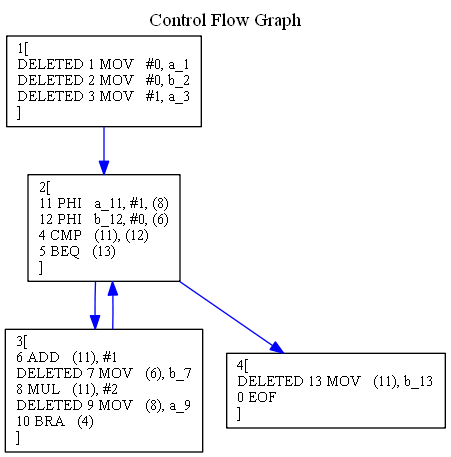 Control Flow Graph
1[
DELETED 1 MOV #0, a_1
DELETED 2 MOV #0, b_2
DELETED 3 MOV #1, a_3
]
2[
11 PHI a_11, #1, (8)
12 PHI b_12, #0, (6)
4 CMP (11), (12)
5 BEQ (13)
]
3[
6 ADD (11), #1
DELETED 7 MOV (6), b_7
8 MUL (11), #2
DELETED 9 MOV (8), a_9
10 BRA (4)
]
4[
DELETED 13 MOV (11), b_13
0 EOF
]